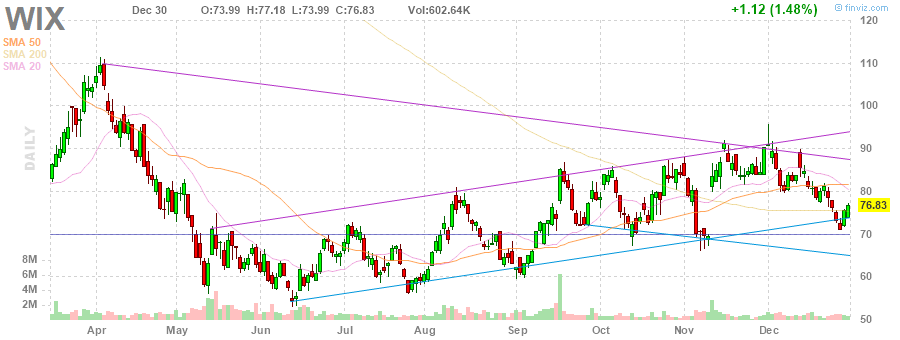 WIX Dec 30 O:73.99 H:77.18 L:73.99 C:76.83 Vol:602.64K +1.12 (1.48%) © finviz.com
SMA 50
SMA 200
SMA 20
DAILY
120
110
100
90
80
76.83
70
60
50
8M
6M
4M
2M
Apr May Jun Jul Aug Sep Oct Nov Dec